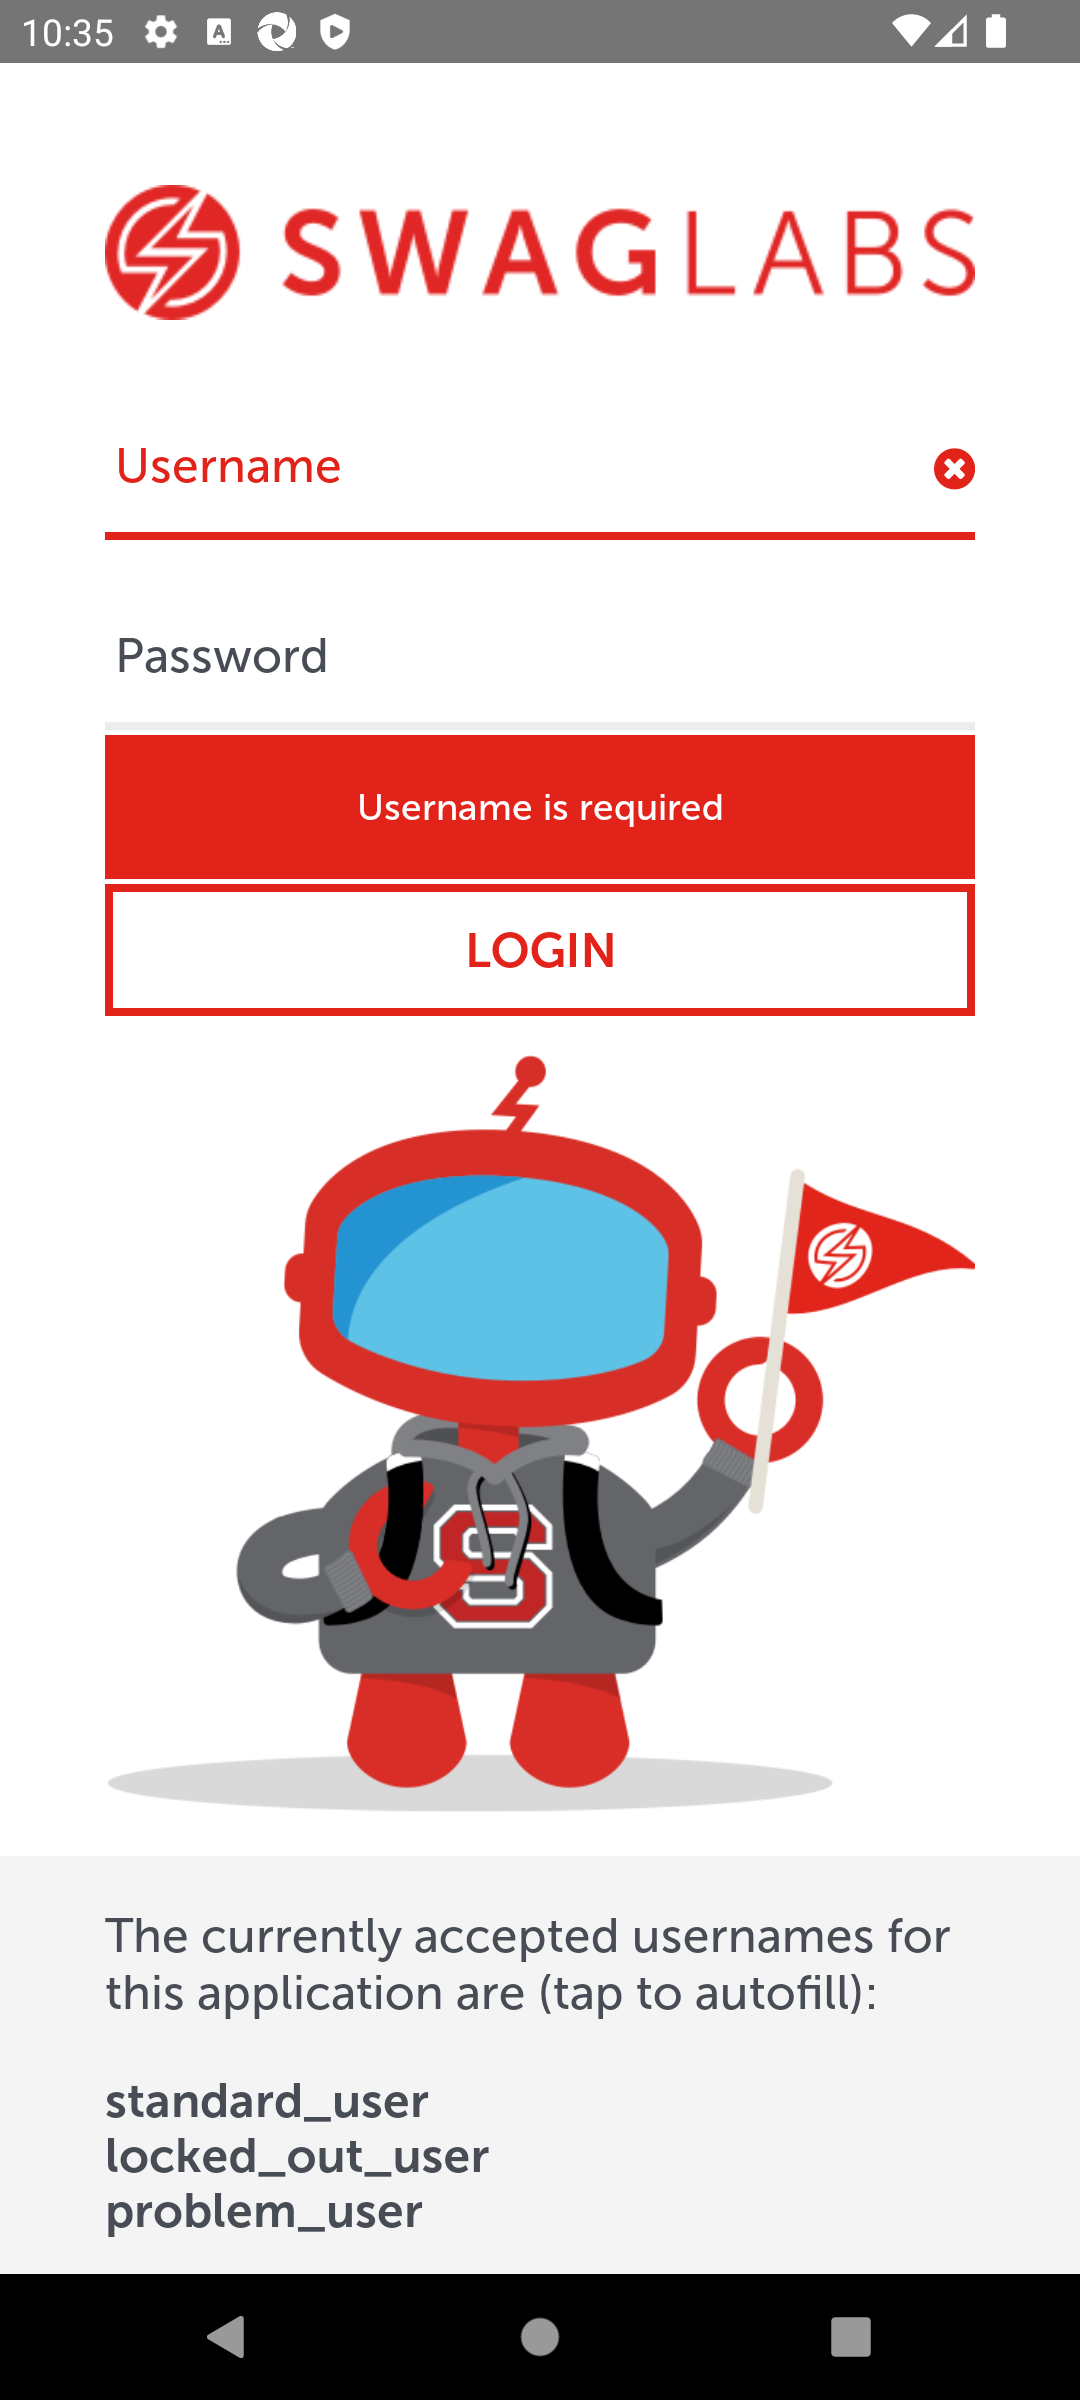 10:35
SWAGLABS
Username
Password
Username is required
LOGIN
S
The currently accepted usernames for
this application are (tap to autofill):
standard_user
locked_out_user
problem_user